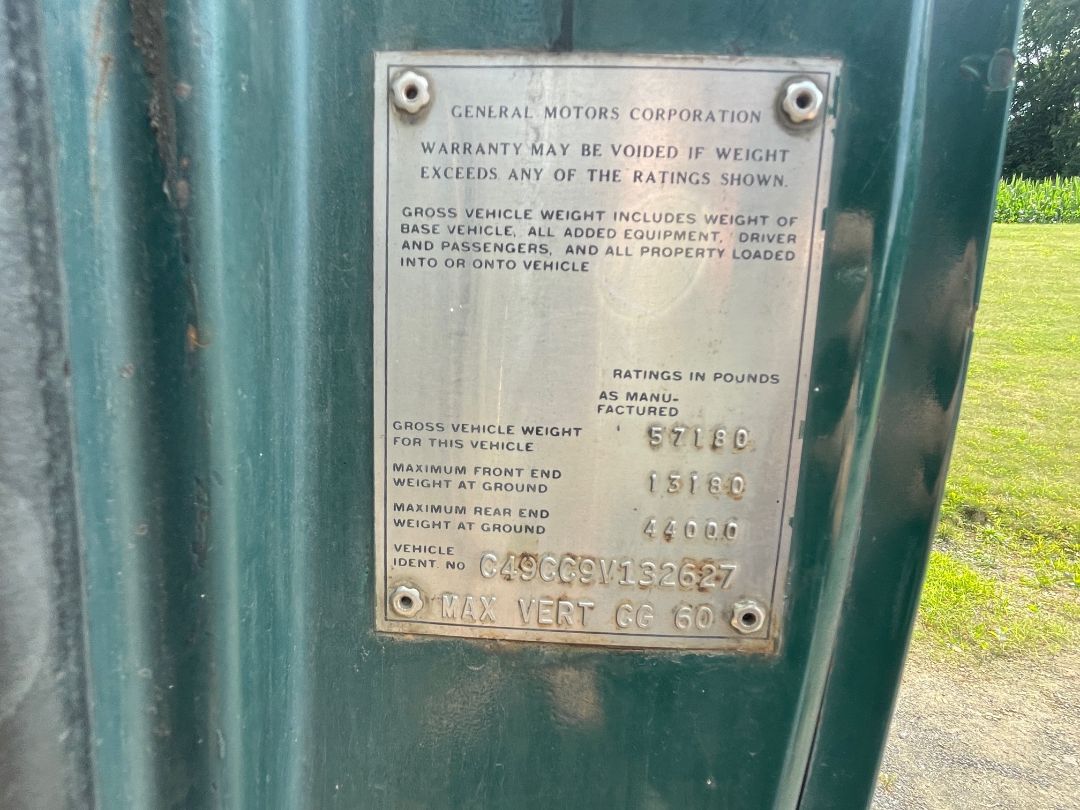 GENERAL MOTORS CORPORATION
WARRANTY MAY BE VOIDED IF WEIGHT
EXCEEDS ANY OF THE RATINGS SHOWN.
GROSS VEHICLE WEIGHT INCLUDES WEIGHT OF
BASE VEHICLE, ALL ADDED EQUIPMENT, DRIVER
AND PASSENGERS, AND ALL PROPERTY LOADED
INTO OR ONTO VEHICLE
RATINGS IN POUNDS
AS MANU-
FACTURED
GROSS VEHICLE WEIGHT
FOR THIS VEHICLE 57180
MAXIMUM FRONT END
WEIGHT AT GROUND 13180
MAXIMUM REAR END
WEIGHT AT GROUND 44000
VEHICLE
IDENT. NO C49CC9V132627
MAX VERT CG 60